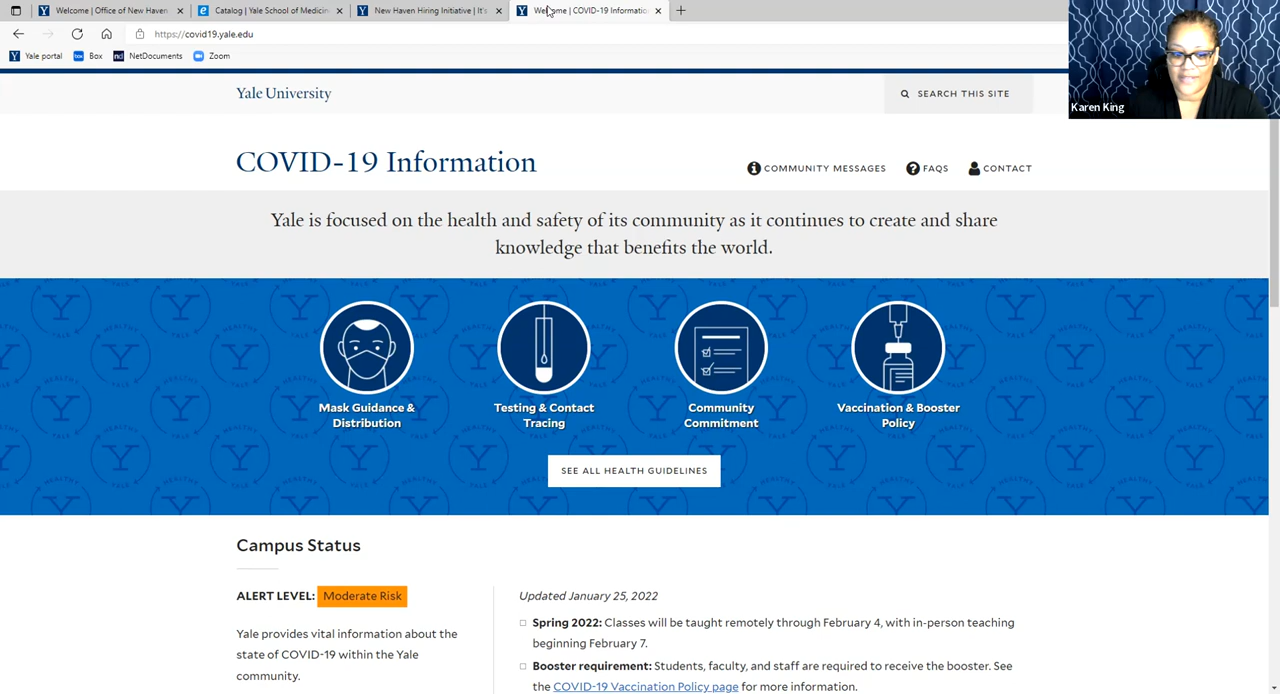 Welcome | Office of New Haven
Catalog | Yale School of Medicin
New Haven Hiring Initiative | It's
Welcome | COVID-19 Informatio
https://covid19.yale.edu
Yale portal
Box
NetDocuments
Zoom
Karen King
Yale University
SEARCH THIS SITE
COVID-19 Information
COMMUNITY MESSAGES
FAQS
CONTACT
Yale is focused on the health and safety of its community as it continues to create and share
knowledge that benefits the world.
Mask Guidance &
Distribution
Testing & Contact
Tracing
Community
Commitment
Vaccination & Booster
Policy
SEE ALL HEALTH GUIDELINES
Campus Status
ALERT LEVEL: Moderate Risk
Yale provides vital information about the
state of COVID-19 within the Yale
community.
Updated January 25, 2022
Spring 2022: Classes will be taught remotely through February 4, with in-person teaching
beginning February 7.
Booster requirement: Students, faculty, and staff are required to receive the booster. See
the COVID-19 Vaccination Policy page for more information.